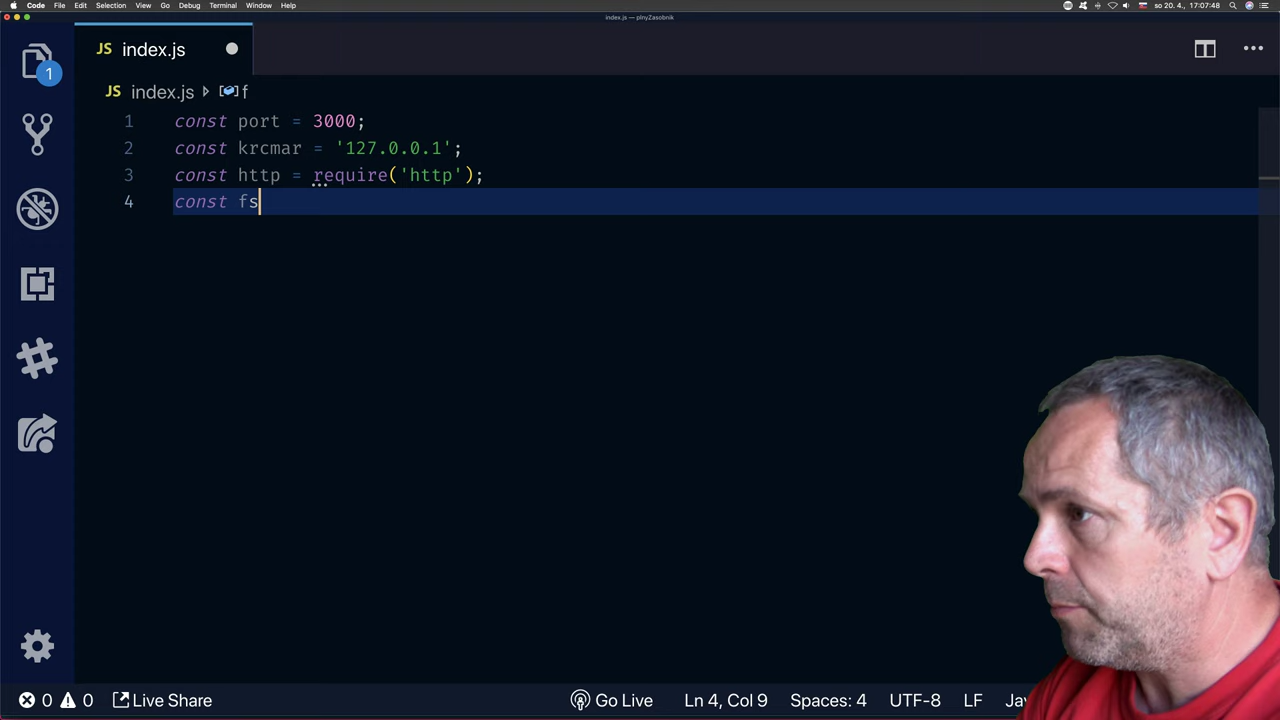 Code File Edit Selection View Go Debug Terminal Window Help
so 20. 4., 17:07:48
index.js — plnyZasobnik
JS index.js
JS index.js f
1 const port = 3000;
2 const krcmar = '127.0.0.1';
3 const http = require('http');
4 const fs
1
0 0 Live Share
Go Live Ln 4, Col 9 Spaces: 4 UTF-8 LF